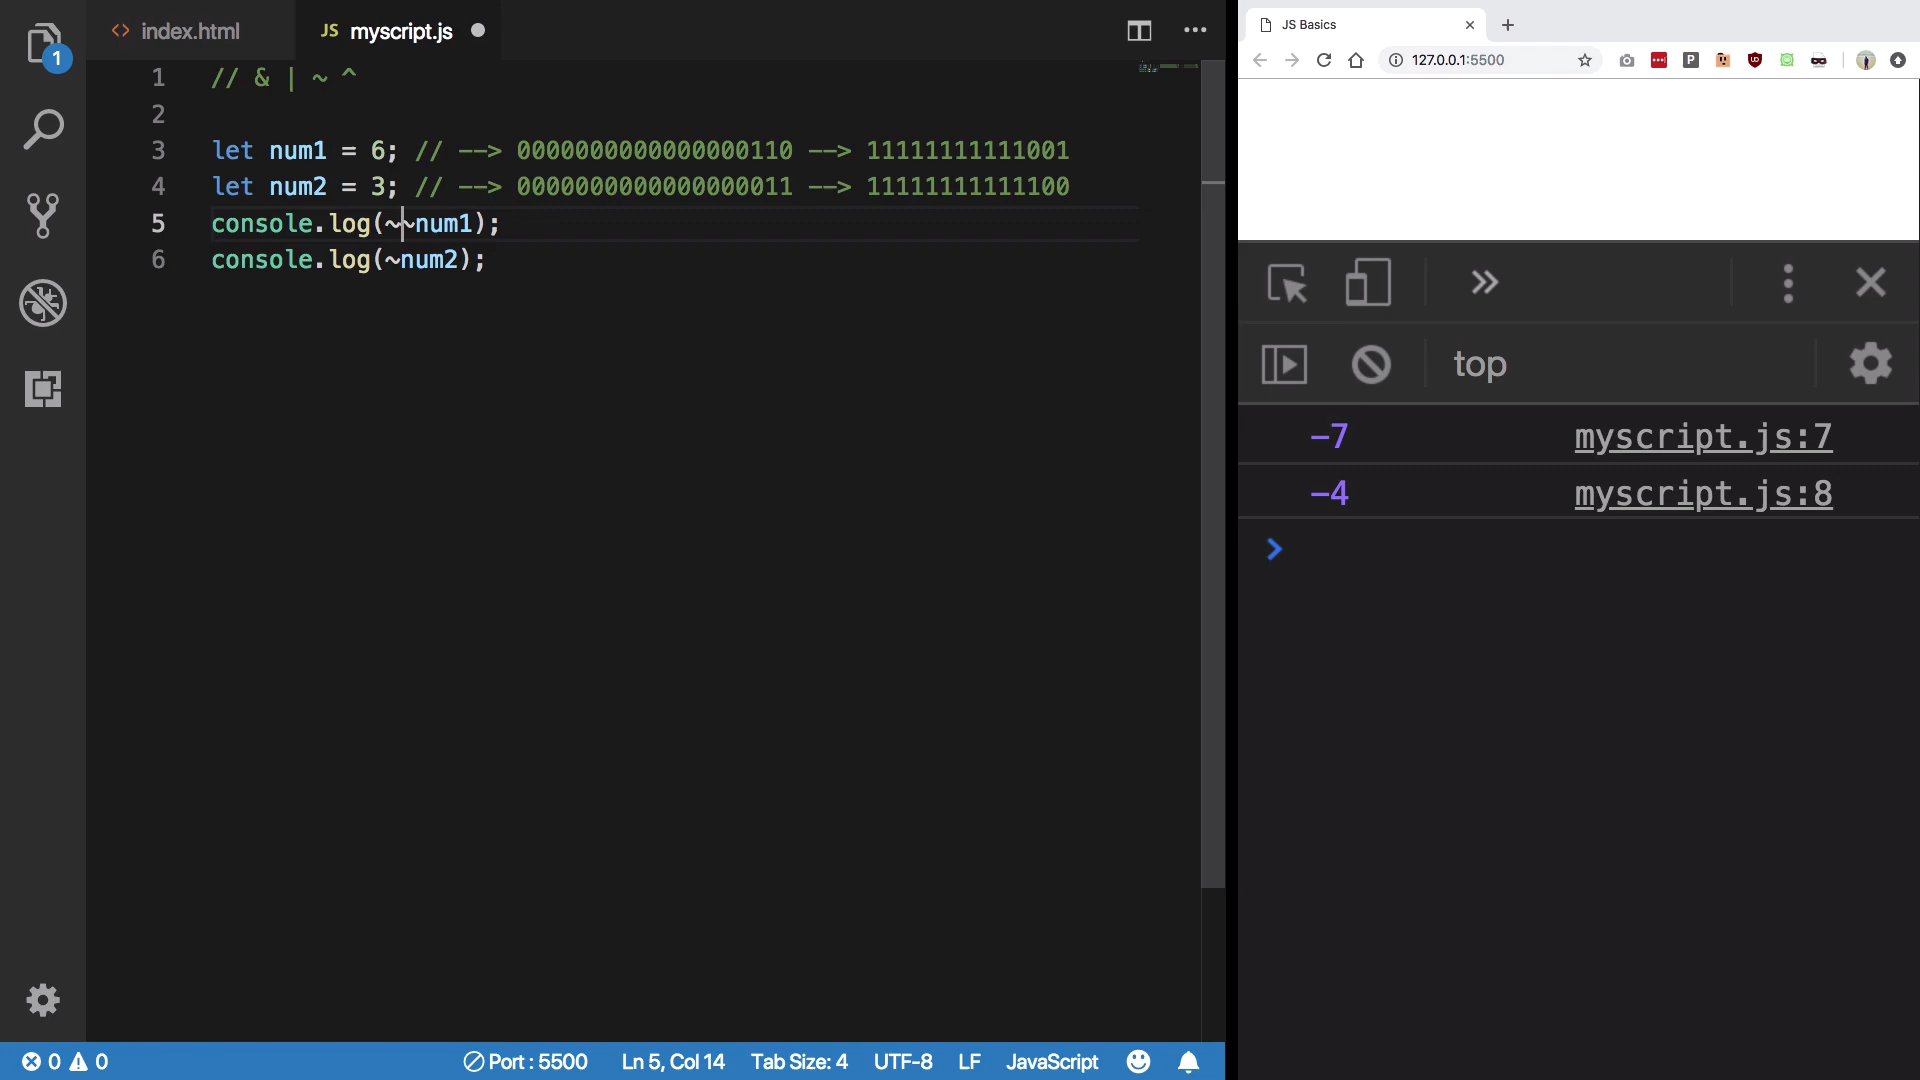 index.html
JS myscript.js
1
1 // & | ~ ^
2
3 let num1 = 6; // --> 0000000000000000110 --> 11111111111001
4 let num2 = 3; // --> 0000000000000000011 --> 11111111111100
5 console.log(~~num1);
6 console.log(~num2);
0 0
Port : 5500
Ln 5, Col 14
Tab Size: 4
UTF-8
LF
JavaScript
JS Basics
127.0.0.1:5500
P
top
-7 myscript.js:7
-4 myscript.js:8